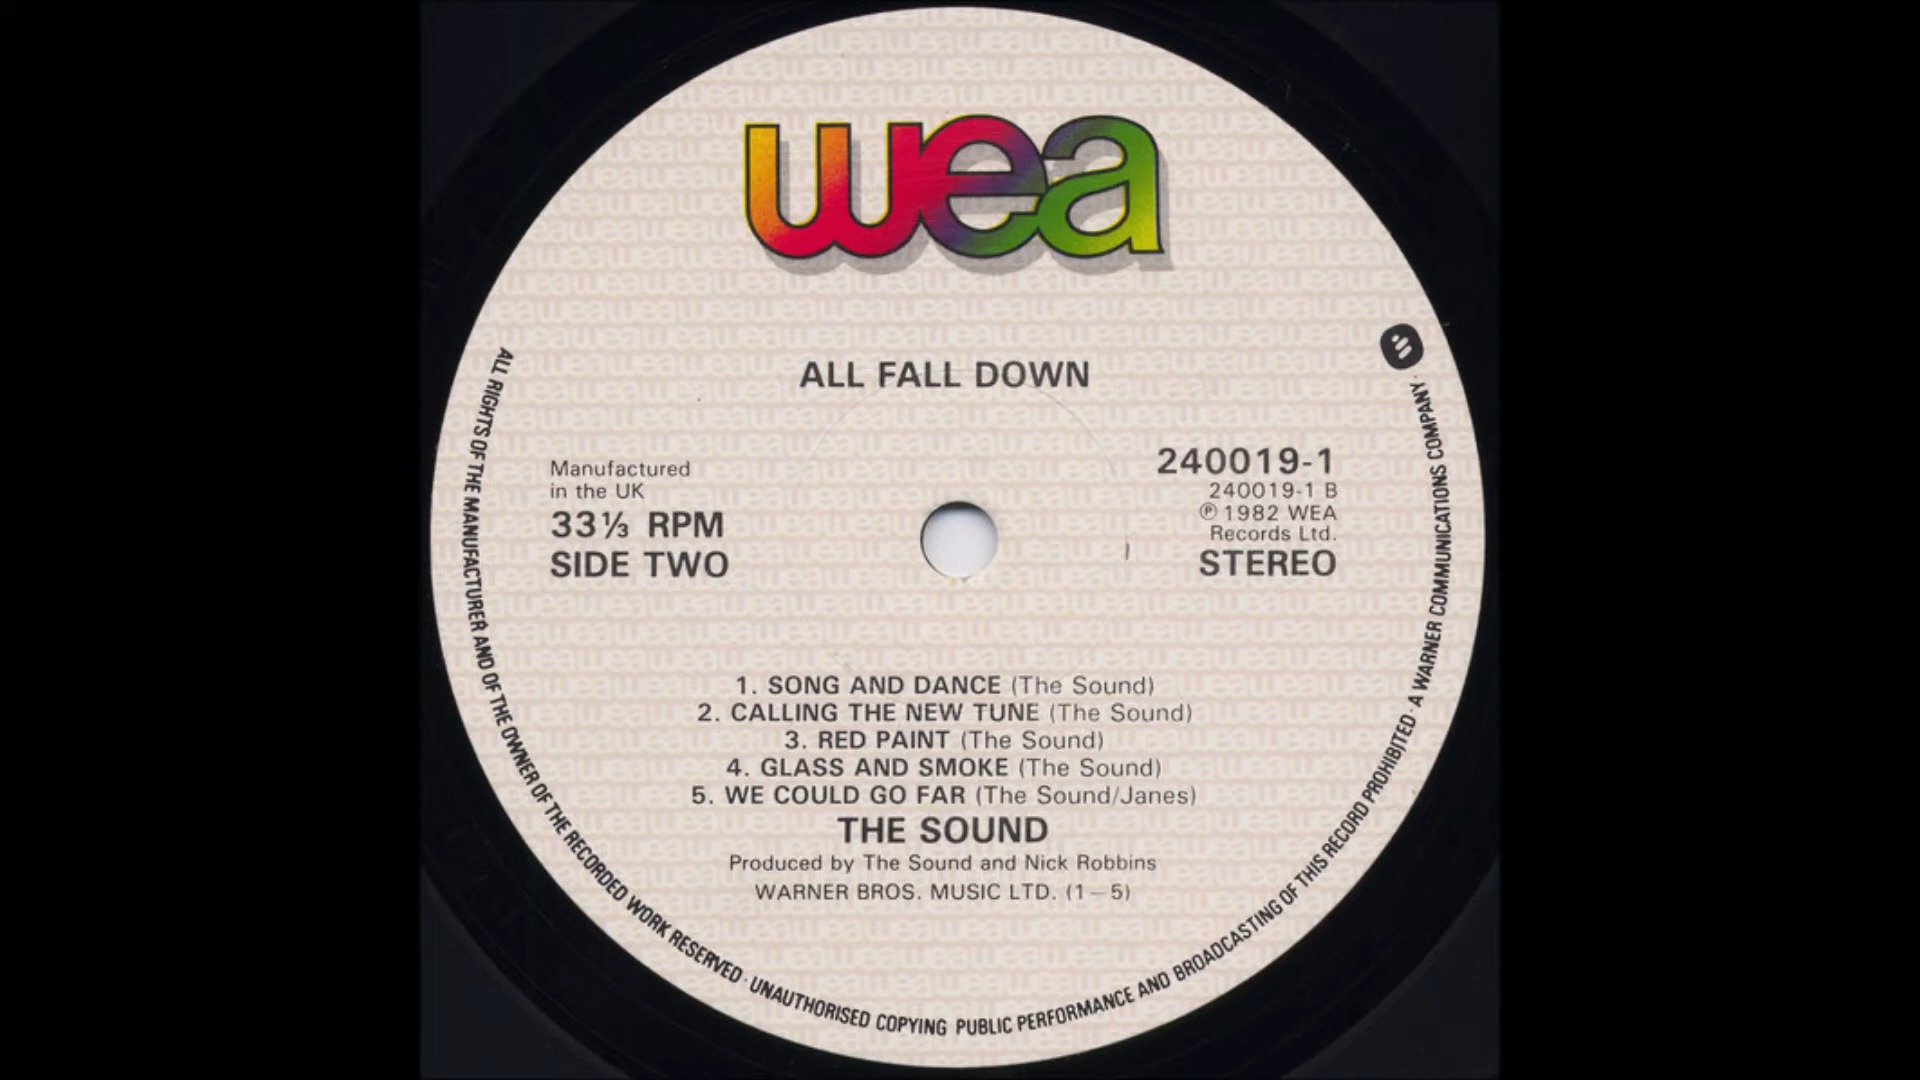 wea
ALL FALL DOWN
Manufactured
in the UK
33⅓ RPM
SIDE TWO
240019-1
240019-1 B
℗ 1982 WEA
Records Ltd.
STEREO
1. SONG AND DANCE (The Sound)
2. CALLING THE NEW TUNE (The Sound)
3. RED PAINT (The Sound)
4. GLASS AND SMOKE (The Sound)
5. WE COULD GO FAR (The Sound/Janes)
THE SOUND
Produced by The Sound and Nick Robbins
WARNER BROS. MUSIC LTD. (1–5)
ALL RIGHTS OF THE MANUFACTURER AND OF THE OWNER OF THE RECORDED WORK RESERVED · UNAUTHORISED COPYING PUBLIC PERFORMANCE AND BROADCASTING OF THIS RECORD PROHIBITED · A WARNER COMMUNICATIONS COMPANY ·